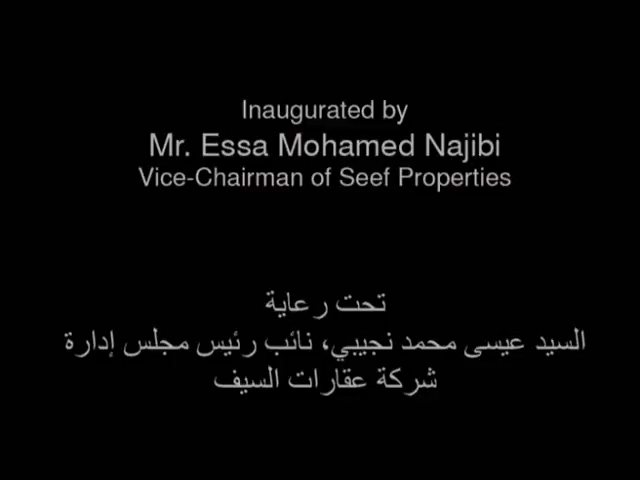 Inaugurated by
Mr. Essa Mohamed Najibi
Vice-Chairman of Seef Properties
تحت رعاية
السيد عيسى محمد نجيبي، نائب رئيس مجلس إدارة
شركة عقارات السيف